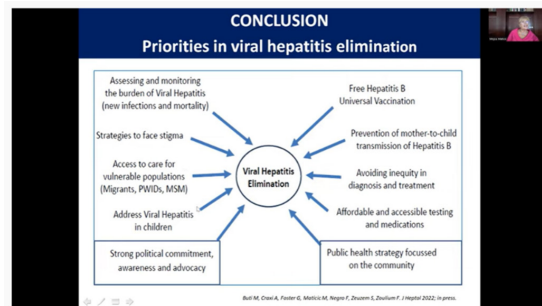 CONCLUSION
Priorities in viral hepatitis elimination
Assessing and monitoring
the burden of Viral Hepatitis
(new infections and mortality)
Strategies to face stigma
Access to care for
vulnerable populations
(Migrants, PWIDs, MSM)
Address Viral Hepatitis
in children
Strong political commitment,
awareness and advocacy
Viral Hepatitis
Elimination
Free Hepatitis B
Universal Vaccination
Prevention of mother-to-child
transmission of Hepatitis B
Avoiding inequity in
diagnosis and treatment
Affordable and accessible testing
and medications
Public health strategy focussed
on the community
Buti M, Craxi A, Foster G, Maticic M, Negro F, Zeuzem S, Zoulium F. J Heptal 2022; in press.